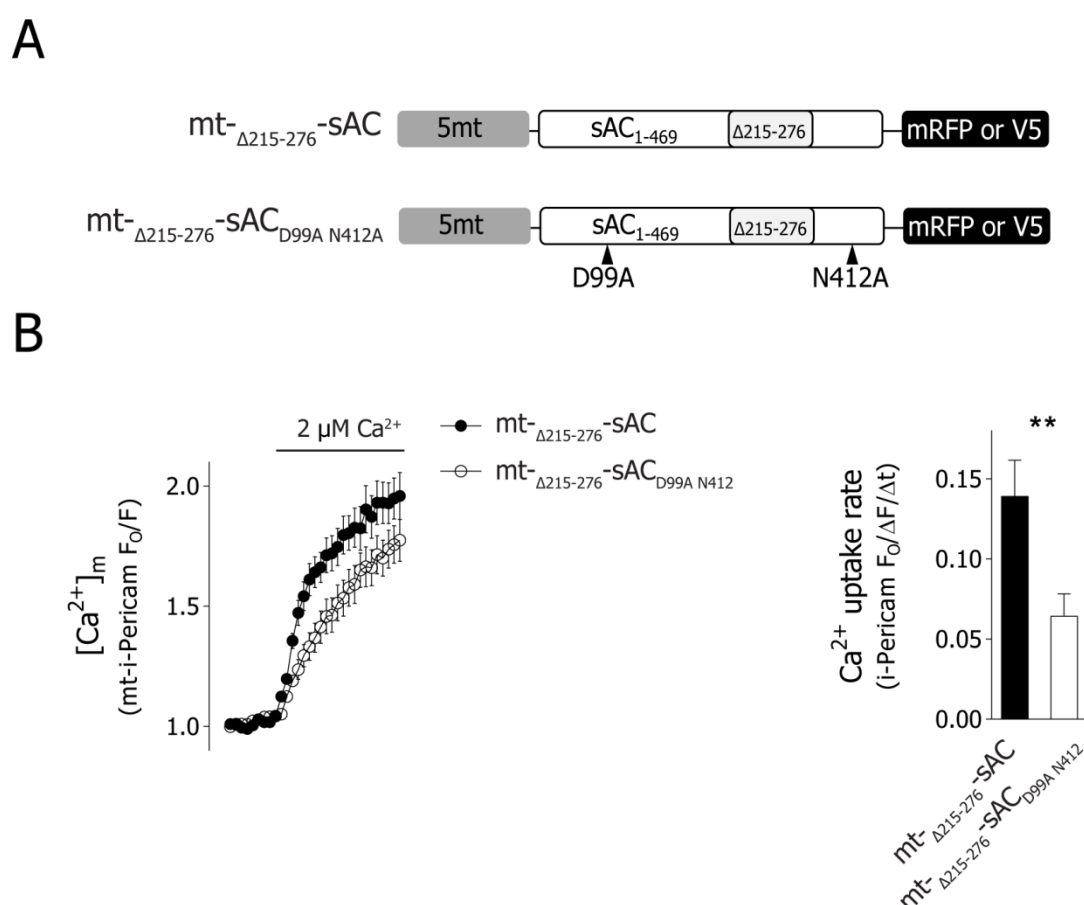 A
mt-Δ215-276-sAC 5mt sAC1-469 Δ215-276 mRFP or V5
mt-Δ215-276-sACD99A N412A 5mt sAC1-469 Δ215-276 mRFP or V5
D99A N412A
B
2 µM Ca2+
mt-Δ215-276-sAC
mt-Δ215-276-sACD99A N412
[Ca2+]m
(mt-i-Pericam F0/F)
2.0
1.5
1.0
**
Ca2+ uptake rate
(i-Pericam F0/ΔF/Δt)
0.15
0.10
0.05
0.00
mt-Δ215-276-sAC
mt-Δ215-276-sACD99A N412